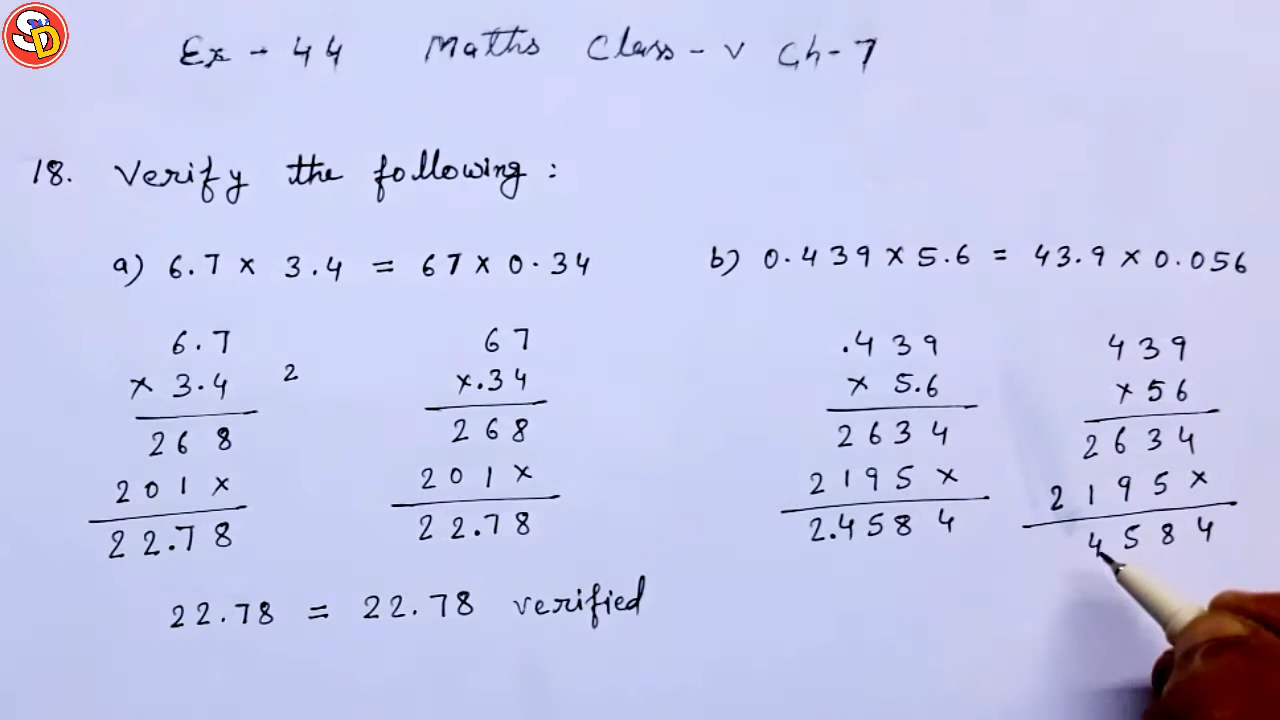 SD
Ex - 44 Maths Class - V Ch - 7
18. Verify the following :
a) 6.7 × 3.4 = 67 × 0.34
b) 0.439 × 5.6 = 43.9 × 0.056
6.7
× 3.4 2
268
201×
22.78
67
×.34
268
201×
22.78
22.78 = 22.78 verified
.439
× 5.6
2634
2195×
2.4584
439
×56
2634
2195×
4584